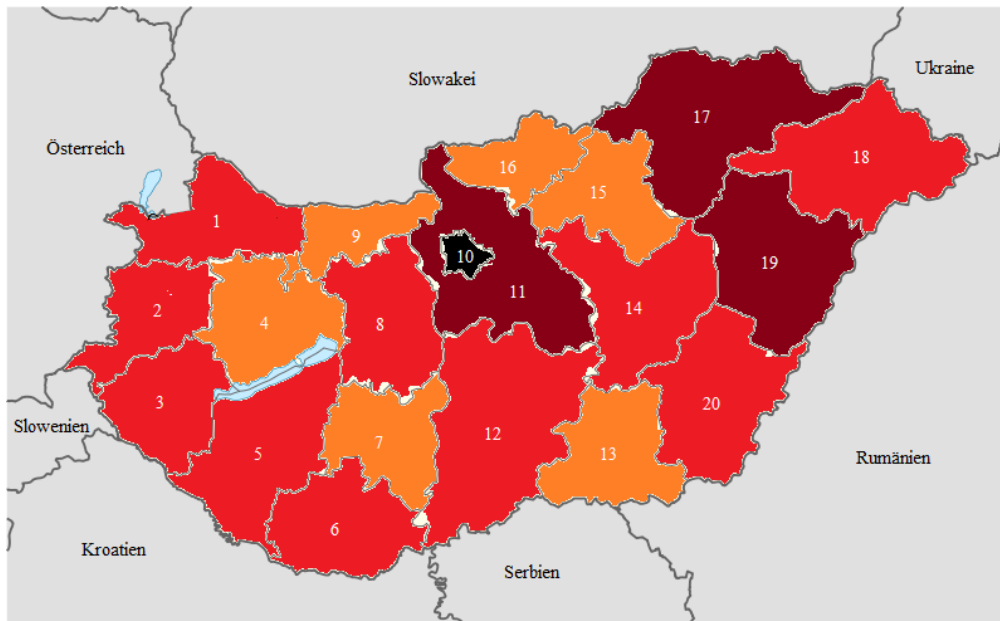 Slowakei
Ukraine
Österreich
17
18
16
15
1
9
10
19
11
2
4
8
14
3
20
12
5
7
13
Slowenien
6
Rumänien
Kroatien
Serbien